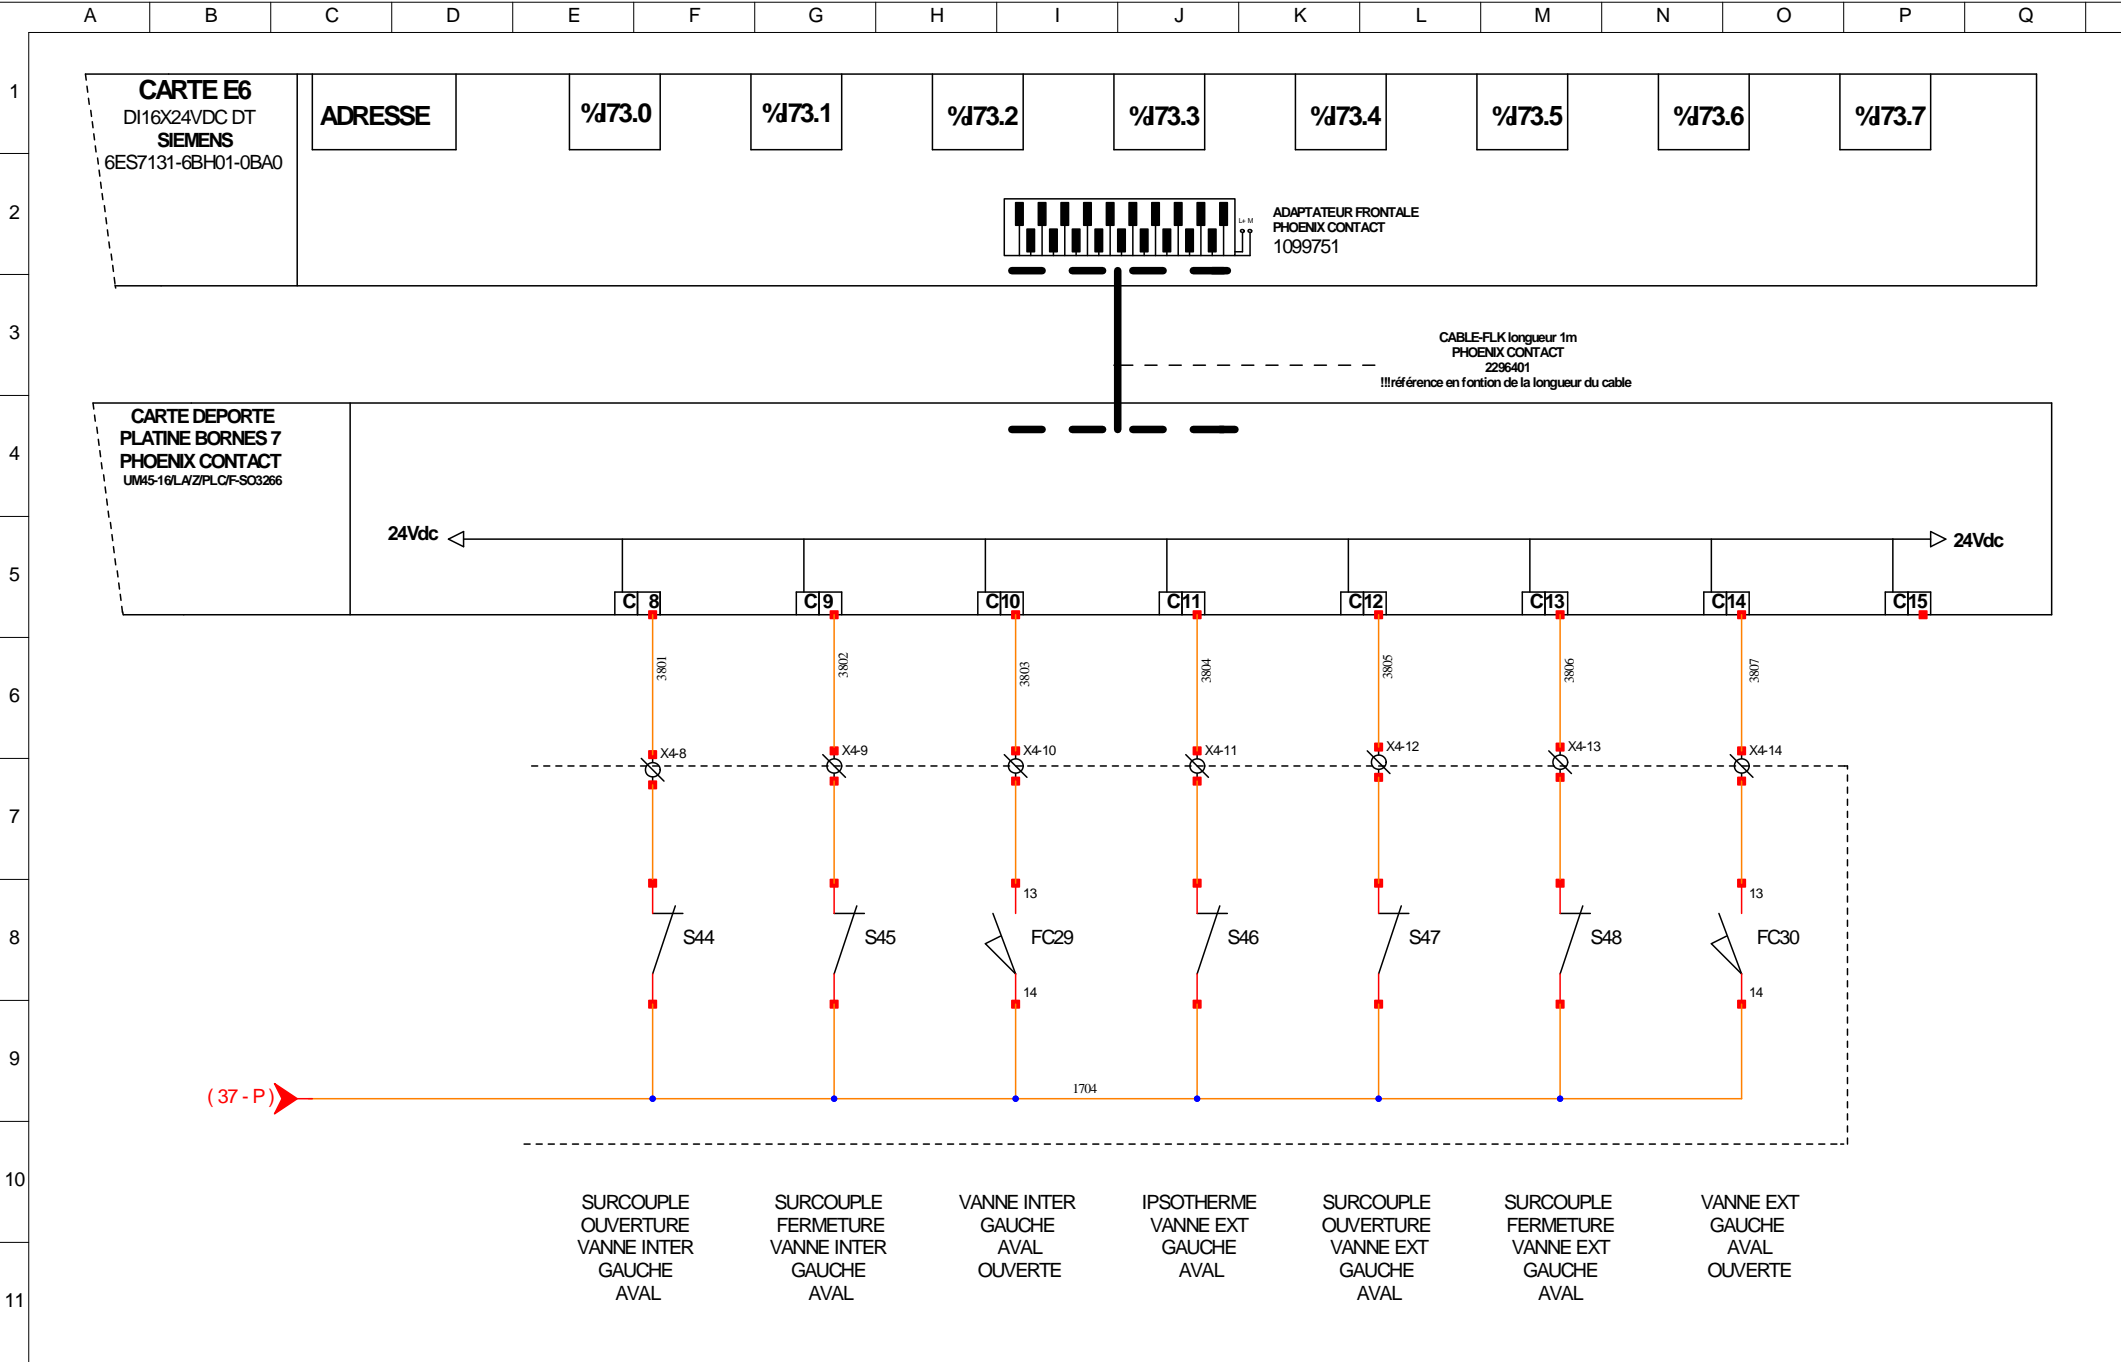 A B C D E F G H I J K L M N O P Q
1
2
3
4
5
6
7
8
9
10
11
CARTE E6
DI16X24VDC DT
SIEMENS
6ES7131-6BH01-0BA0
ADRESSE
%I73.0
%I73.1
%I73.2
%I73.3
%I73.4
%I73.5
%I73.6
%I73.7
L+ M
ADAPTATEUR FRONTALE
PHOENIX CONTACT
1099751
CABLE-FLK longueur 1m
PHOENIX CONTACT
2296401
!!!référence en fontion de la longueur du cable
CARTE DEPORTE
PLATINE BORNES 7
PHOENIX CONTACT
UM45-16/LA/Z/PLC/F-SO3266
24Vdc
24Vdc
C 8
C 9
C 10
C 11
C 12
C 13
C 14
C 15
3801
3802
3803
3804
3805
3806
3807
X4-8
X4-9
X4-10
X4-11
X4-12
X4-13
X4-14
13
13
S44
S45
FC29
S46
S47
S48
FC30
14
14
( 37 - P )
1704
SURCOUPLE
OUVERTURE
VANNE INTER
GAUCHE
AVAL
SURCOUPLE
FERMETURE
VANNE INTER
GAUCHE
AVAL
VANNE INTER
GAUCHE
AVAL
OUVERTE
IPSOTHERME
VANNE EXT
GAUCHE
AVAL
SURCOUPLE
OUVERTURE
VANNE EXT
GAUCHE
AVAL
SURCOUPLE
FERMETURE
VANNE EXT
GAUCHE
AVAL
VANNE EXT
GAUCHE
AVAL
OUVERTE